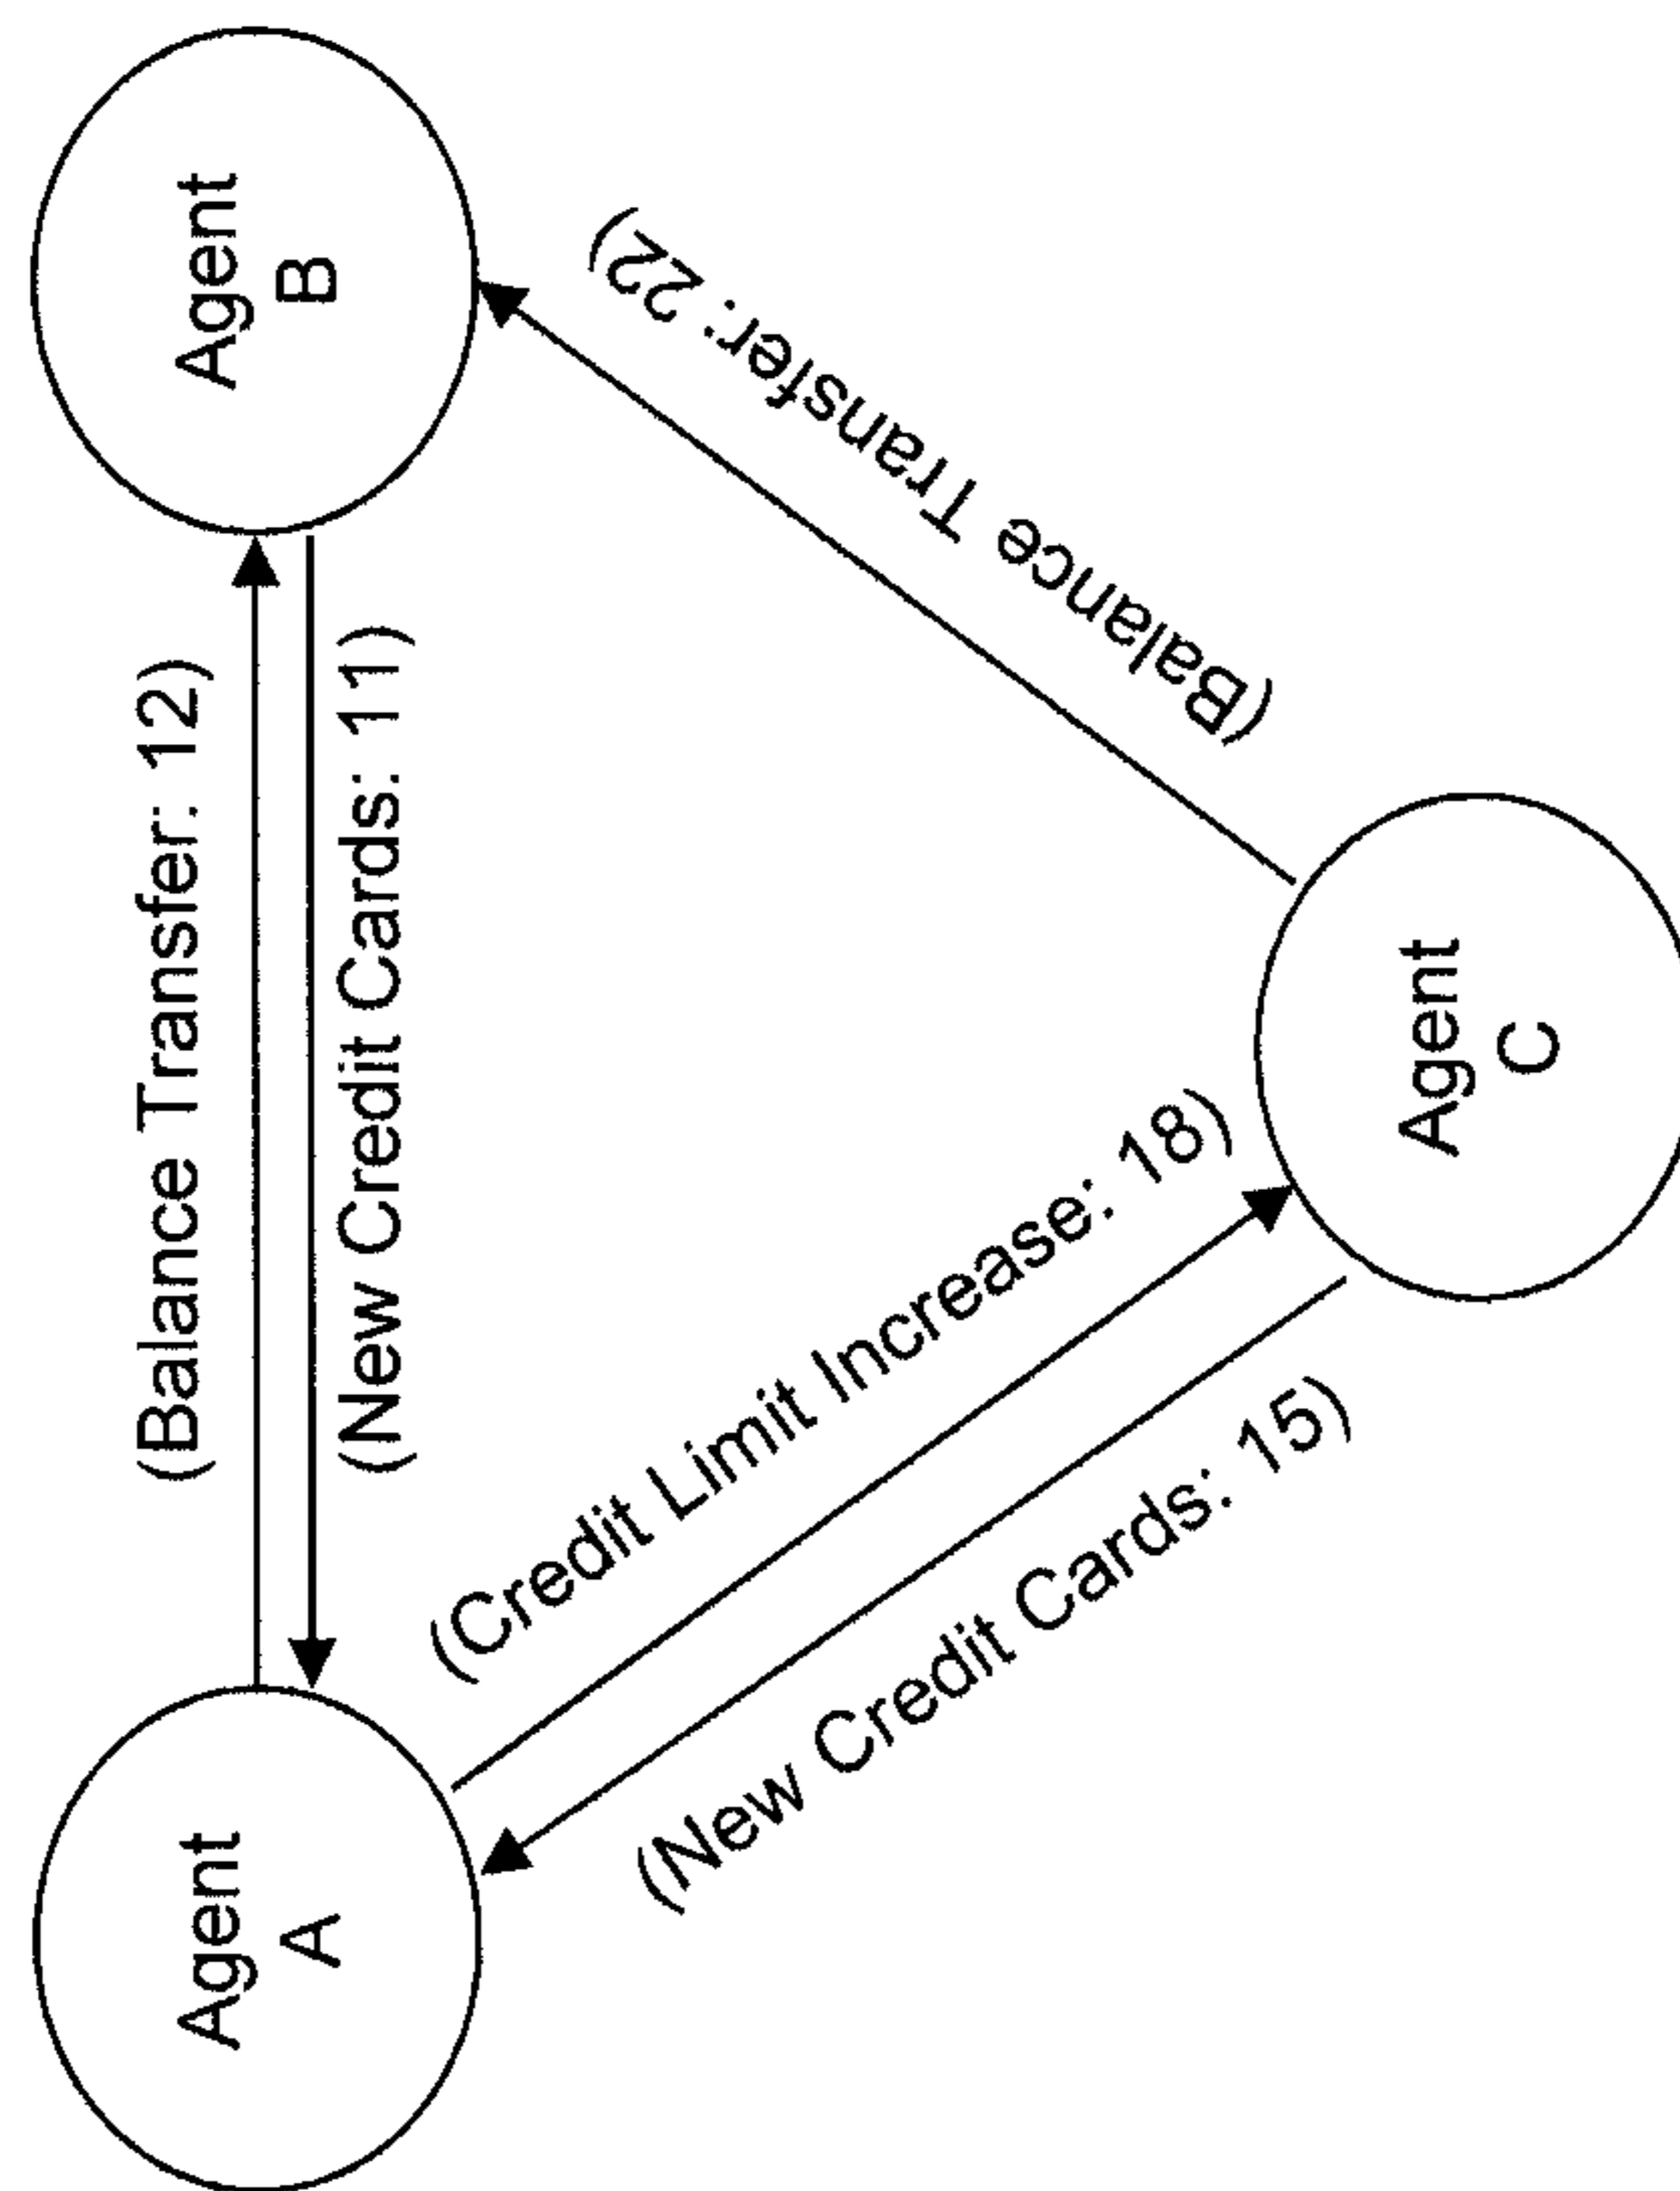 Agent
A
(Balance Transfer: 12)
(New Credit Cards: 11)
Agent
B
(Credit Limit Increase: 18)
(New Credit Cards: 15)
(Balance Transfer: 22)
Agent
C